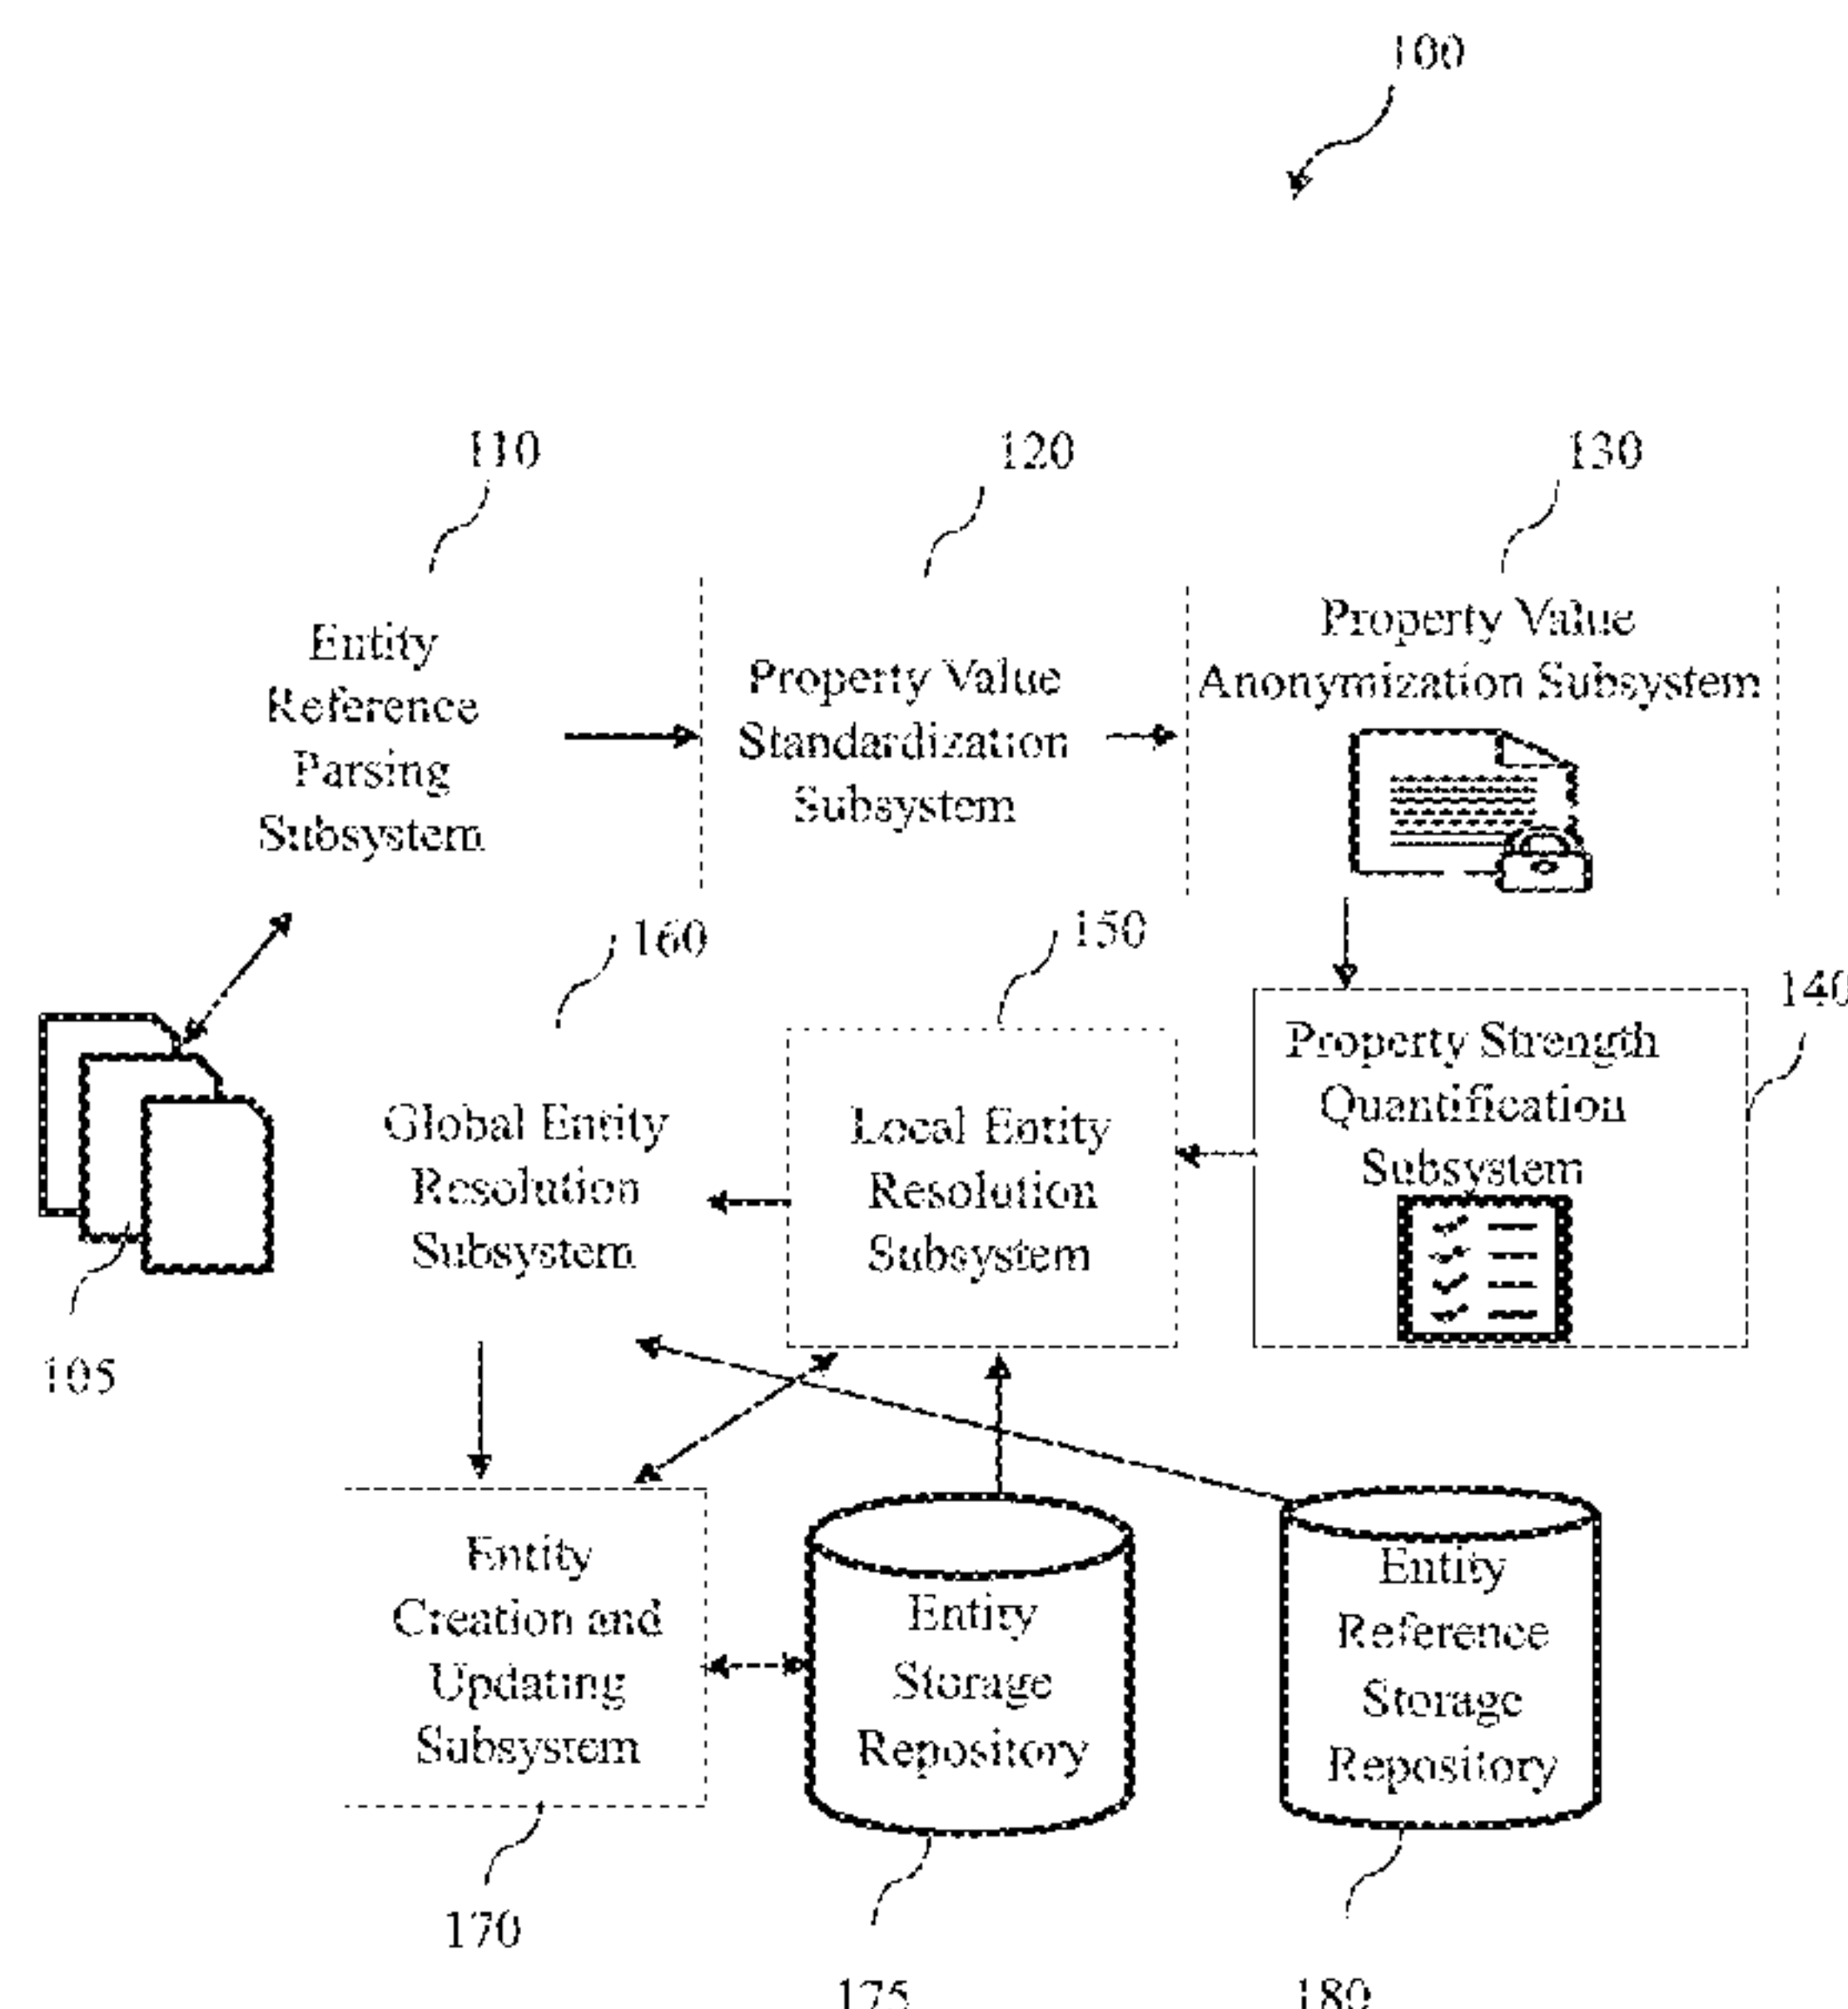 100
110
120
130
Entity
Reference
Parsing
Subsystem
Property Value
Standardization
Subsystem
Property Value
Anonymization Subsystem
160
150
140
Global Entity
Resolution
Subsystem
Local Entity
Resolution
Subsystem
Property Strength
Quantification
Subsystem
105
Entity
Creation and
Updating
Subsystem
Entity
Storage
Repository
Entity
Reference
Storage
Repository
170
175
180